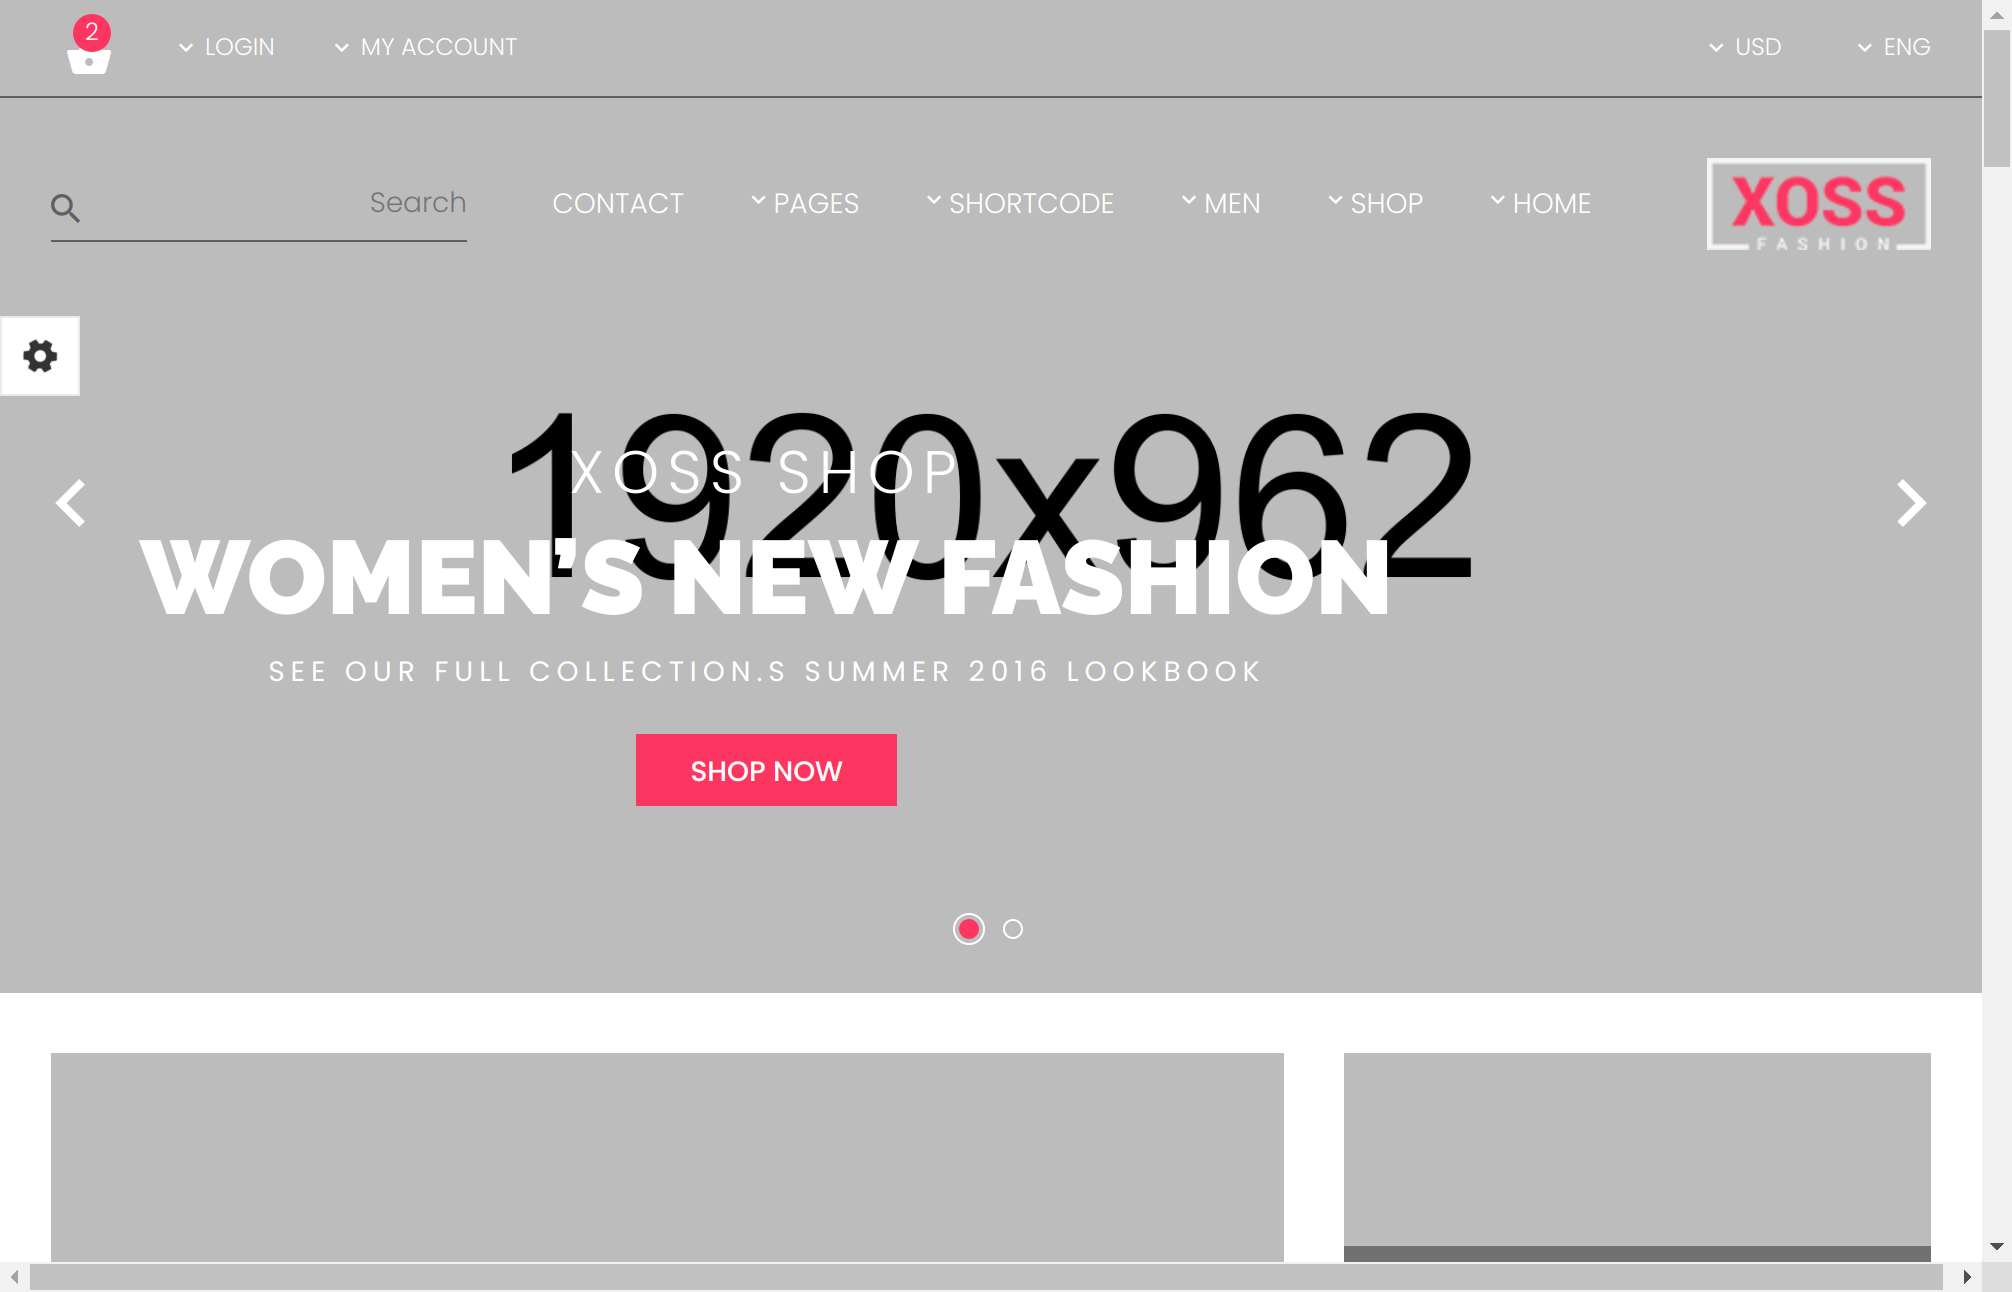 2
LOGIN
MY ACCOUNT
USD
ENG
Search
CONTACT
PAGES
SHORTCODE
MEN
SHOP
HOME
XOSS
FASHION
1920x962
XOSS SHOP
WOMEN’S NEW FASHION
SEE OUR FULL COLLECTION.S SUMMER 2016 LOOKBOOK
SHOP NOW